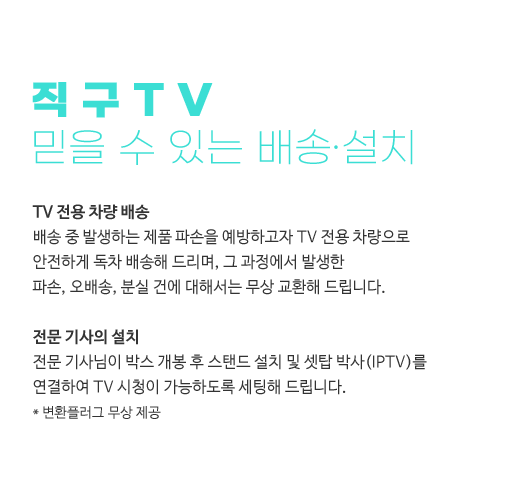 직구TV
믿을 수 있는 배송·설치
TV 전용 차량 배송
배송 중 발생하는 제품 파손을 예방하고자 TV 전용 차량으로
안전하게 독차 배송해 드리며, 그 과정에서 발생한
파손, 오배송, 분실 건에 대해서는 무상 교환해 드립니다.
전문 기사의 설치
전문 기사님이 박스 개봉 후 스탠드 설치 및 셋탑 박사(IPTV)를
연결하여 TV 시청이 가능하도록 세팅해 드립니다.
* 변환플러그 무상 제공